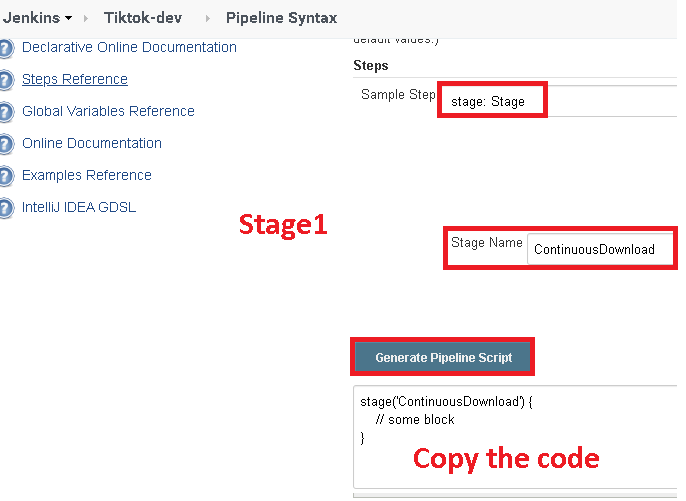 Jenkins Tiktok-dev Pipeline Syntax
Declarative Online Documentation
default values.)
Steps Reference
Steps
Sample Step stage: Stage
Global Variables Reference
Online Documentation
Examples Reference
IntelliJ IDEA GDSL
Stage1
Stage Name ContinuousDownload
Generate Pipeline Script
stage('ContinuousDownload') {
// some block
}
Copy the code